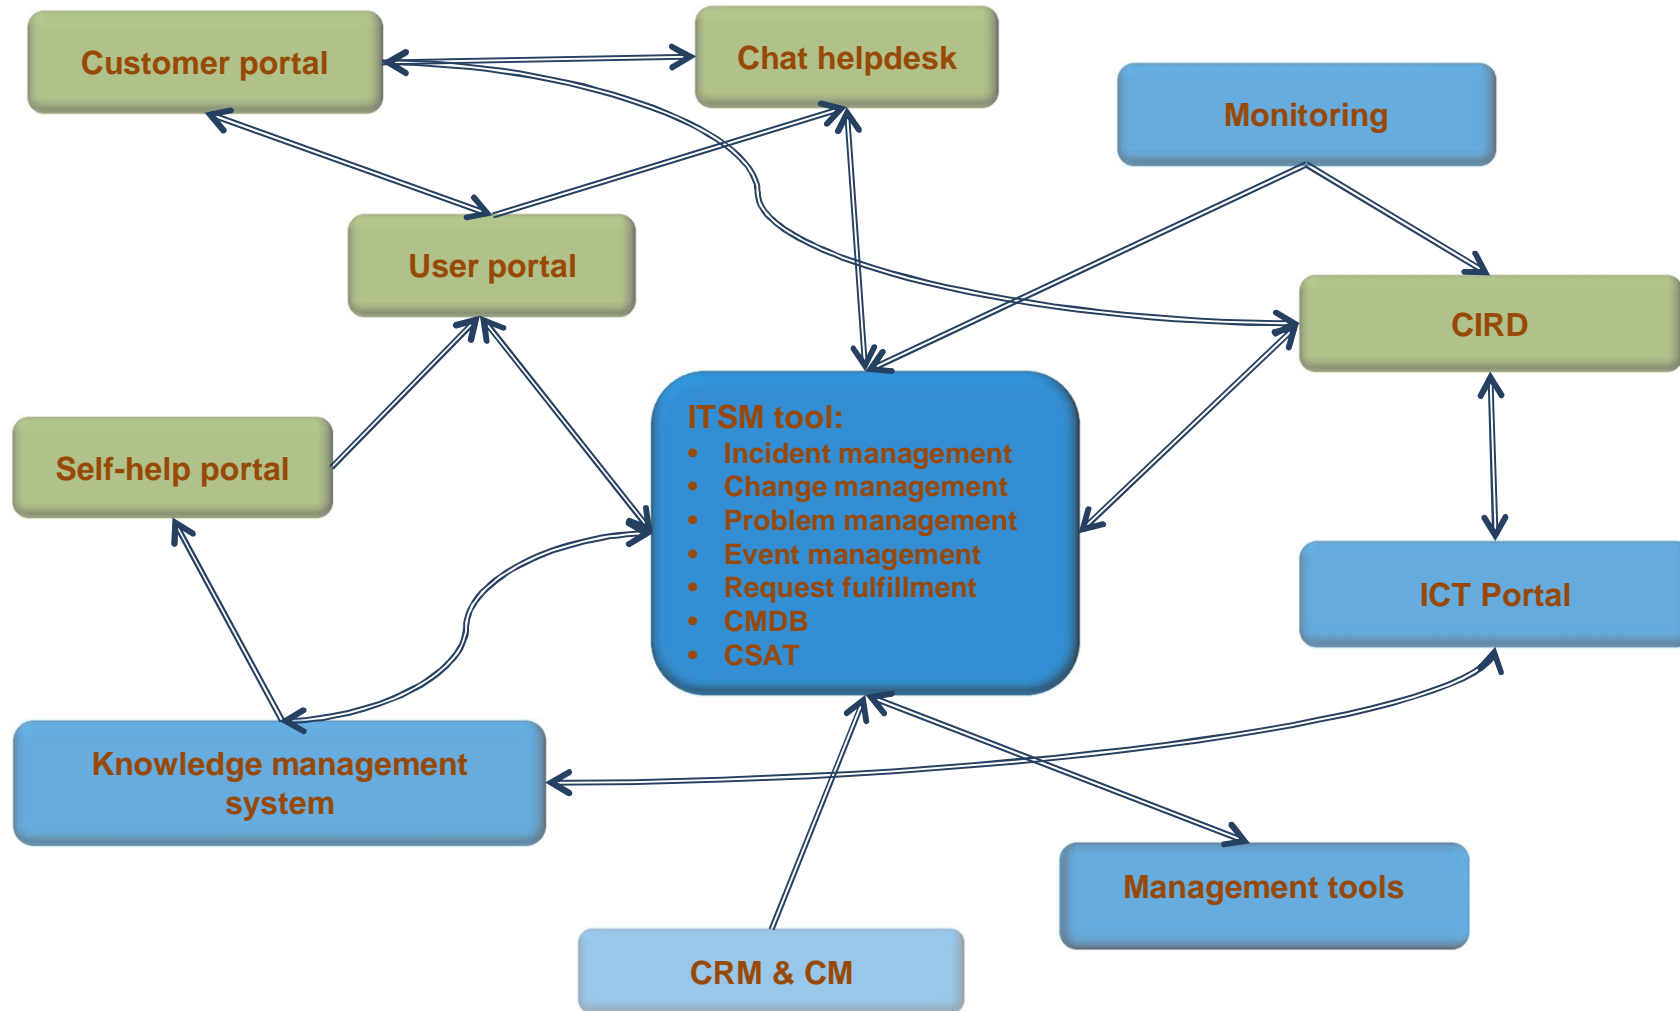 Customer portal
Chat helpdesk
Monitoring
User portal
CIRD
Self-help portal
ITSM tool:
• Incident management
• Change management
• Problem management
• Event management
• Request fulfillment
• CMDB
• CSAT
ICT Portal
Knowledge management
system
Management tools
CRM & CM